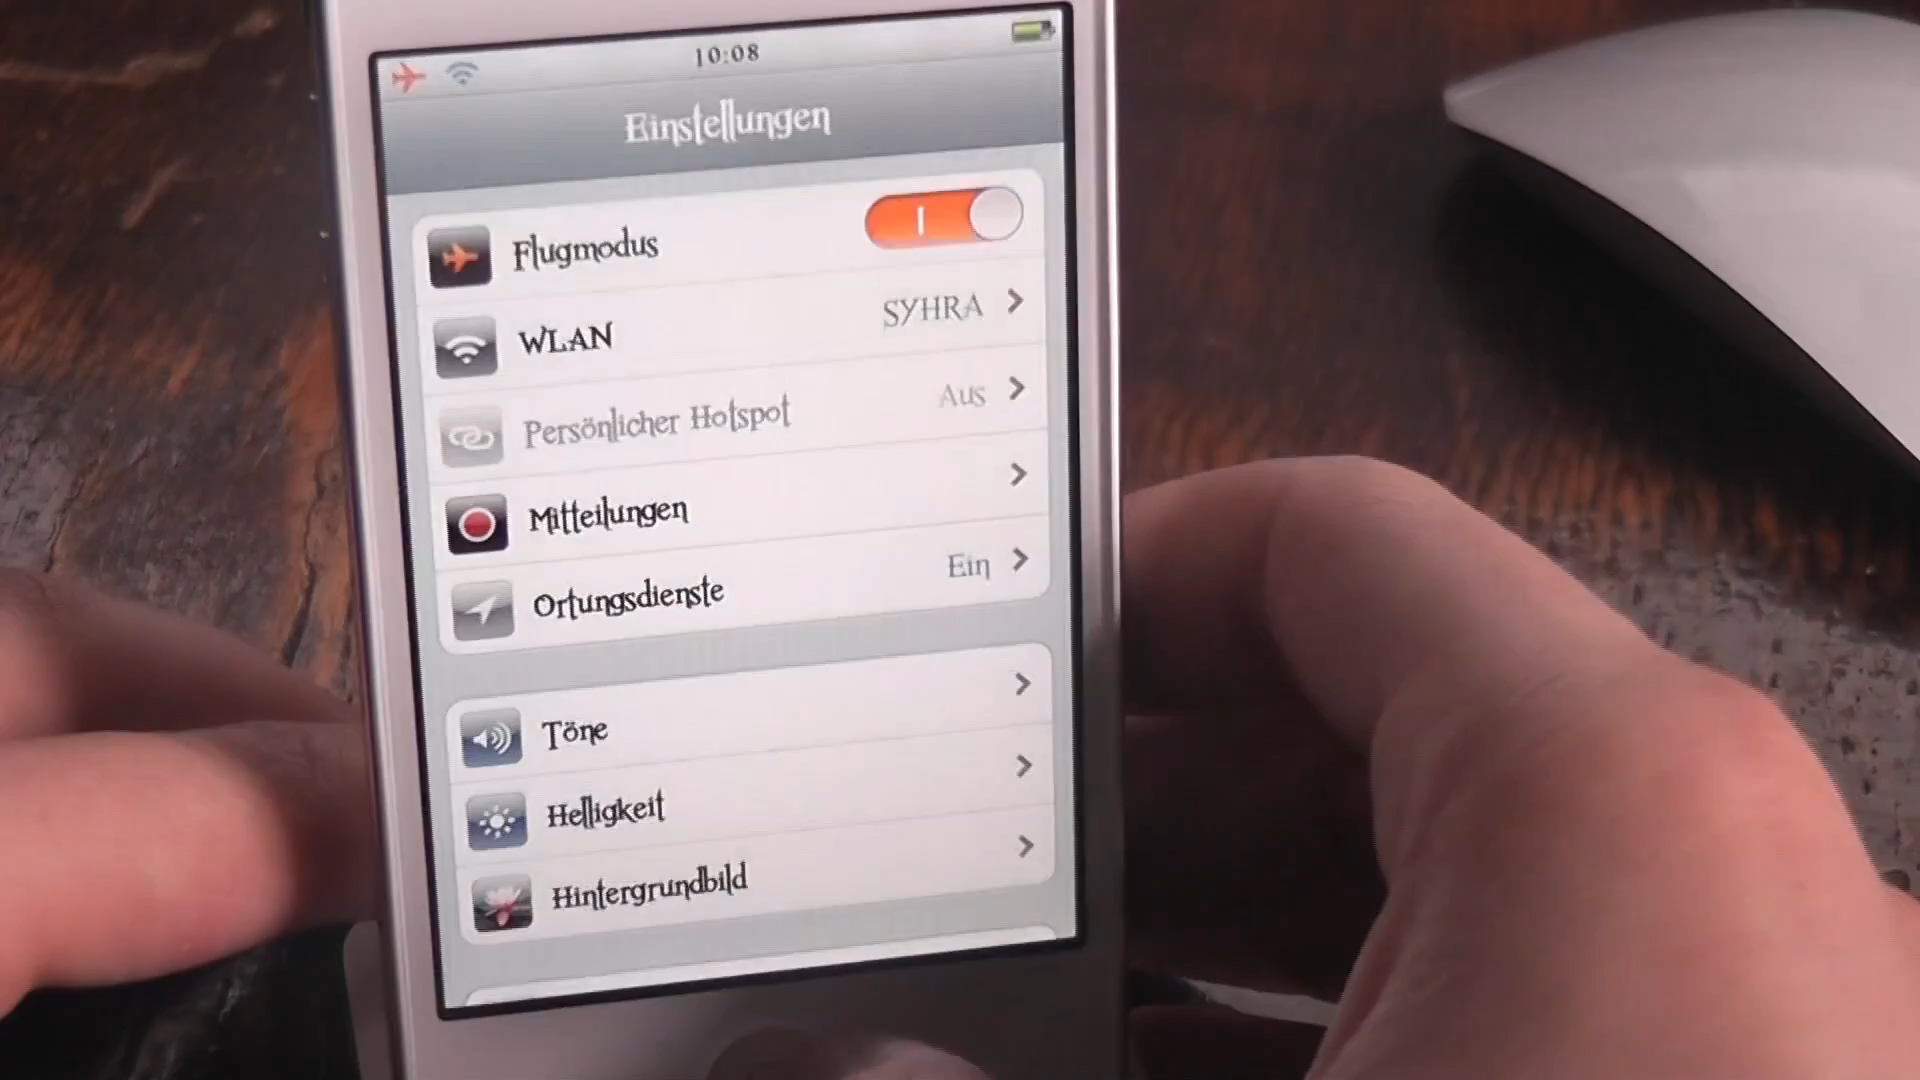 10:08
Einstellungen
Flugmodus
WLAN SYHRA
Persönlicher Hotspot Aus
Mitteilungen
Ortungsdienste Ein
Töne
Helligkeit
Hintergrundbild